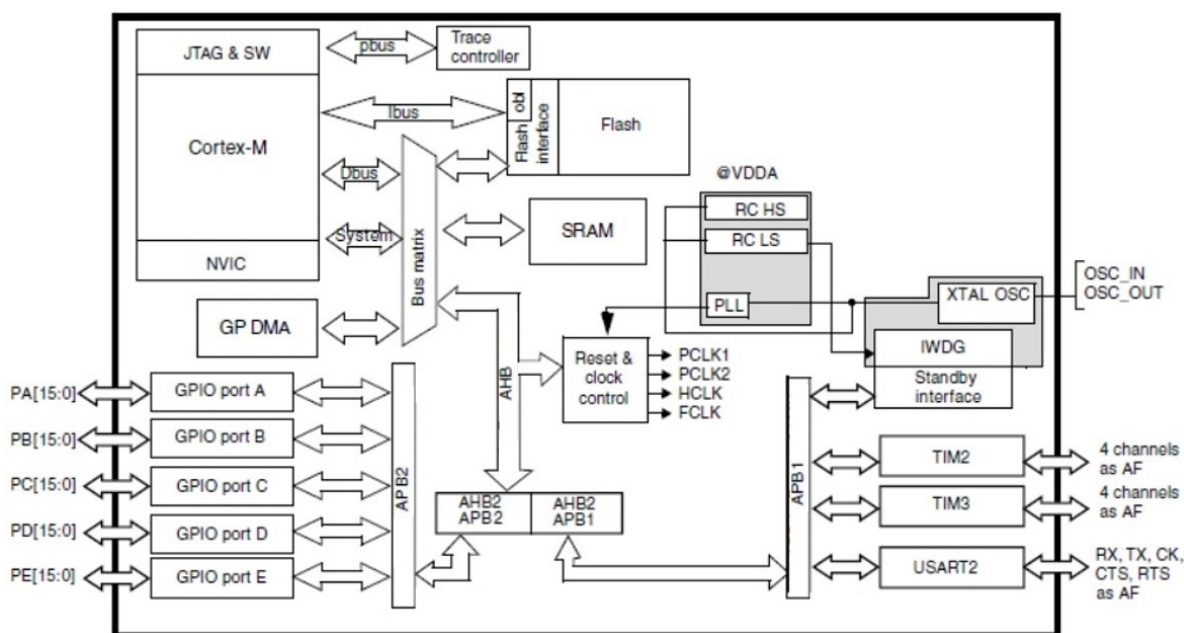 JTAG & SW
pbus
Trace
controller
Ibus
Cortex-M
Flash obl
interface
Flash
Dbus
@VDDA
RC HS
System
SRAM
RC LS
NVIC
Bus matrix
OSC_IN
OSC_OUT
XTAL OSC
PLL
GP DMA
IWDG
Reset &
clock
control
PCLK1
PCLK2
HCLK
FCLK
Standby
interface
AHB
PA[15:0]
GPIO port A
PB[15:0]
GPIO port B
PC[15:0]
GPIO port C
PD[15:0]
GPIO port D
PE[15:0]
GPIO port E
APB2
AHB2
APB2
AHB2
APB1
APB1
TIM2
4 channels
as AF
TIM3
4 channels
as AF
USART2
RX, TX, CK,
CTS, RTS
as AF